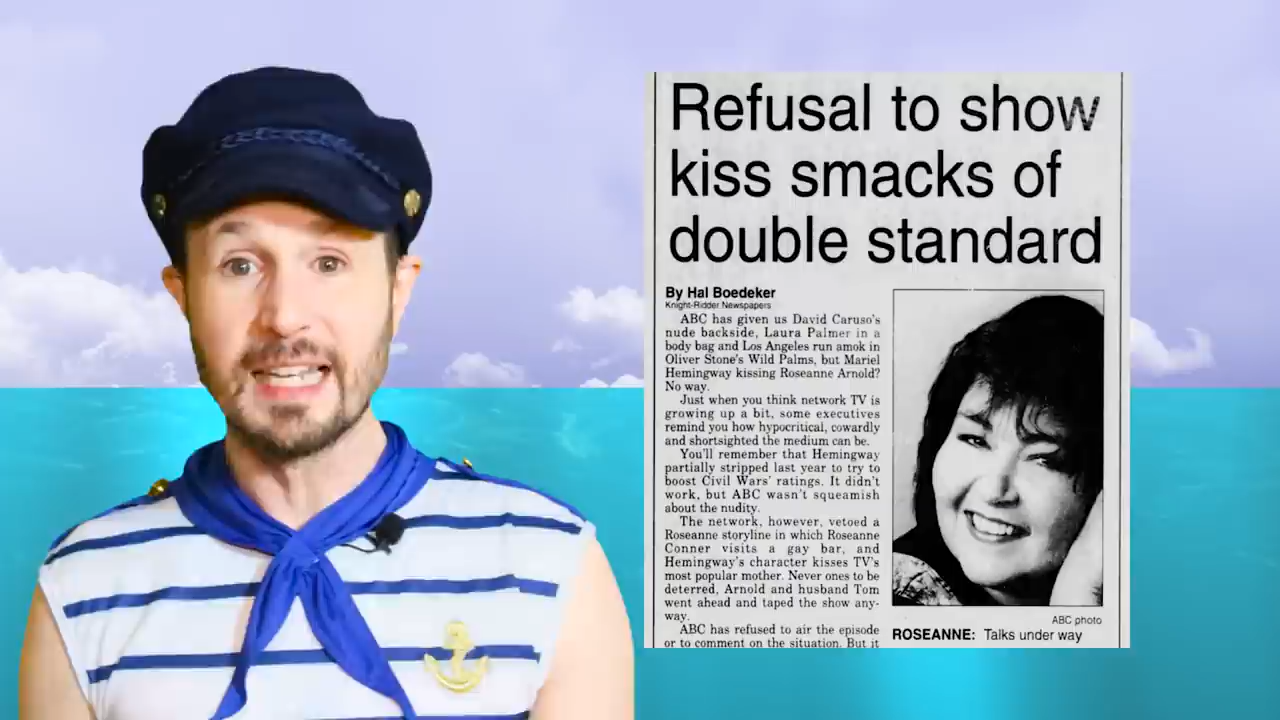 Refusal to show
kiss smacks of
double standard
By Hal Boedeker
Knight-Ridder Newspapers
ABC has given us David Caruso's
nude backside, Laura Palmer in a
body bag and Los Angeles run amok in
Oliver Stone's Wild Palms, but Mariel
Hemingway kissing Roseanne Arnold?
No way.
Just when you think network TV is
growing up a bit, some executives
remind you how hypocritical, cowardly
and shortsighted the medium can be.
You'll remember that Hemingway
partially stripped last year to try to
boost Civil Wars' ratings. It didn't
work, but ABC wasn't squeamish
about the nudity.
The network, however, vetoed a
Roseanne storyline in which Roseanne
Conner visits a gay bar, and
Hemingway's character kisses TV's
most popular mother. Never ones to be
deterred, Arnold and husband Tom
went ahead and taped the show any-
way.
ABC has refused to air the episode
or to comment on the situation. But it
ABC photo
ROSEANNE: Talks under way